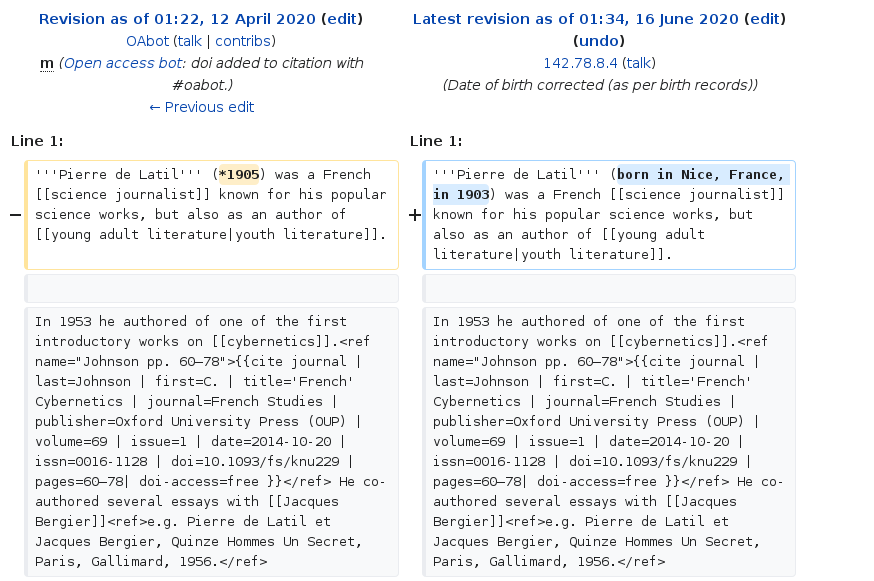 Revision as of 01:22, 12 April 2020 (edit)
OAbot (talk | contribs)
m (Open access bot: doi added to citation with
#oabot.)
← Previous edit
Latest revision as of 01:34, 16 June 2020 (edit)
(undo)
142.78.8.4 (talk)
(Date of birth corrected (as per birth records))
Line 1:
Line 1:
− '''Pierre de Latil''' (*1905) was a French
[[science journalist]] known for his popular
science works, but also as an author of
[[young adult literature|youth literature]].
+ '''Pierre de Latil''' (born in Nice, France,
in 1903) was a French [[science journalist]]
known for his popular science works, but
also as an author of [[young adult
literature|youth literature]].
In 1953 he authored of one of the first
introductory works on [[cybernetics]].<ref
name="Johnson pp. 60–78">{{cite journal |
last=Johnson | first=C. | title='French'
Cybernetics | journal=French Studies |
publisher=Oxford University Press (OUP) |
volume=69 | issue=1 | date=2014-10-20 |
issn=0016-1128 | doi=10.1093/fs/knu229 |
pages=60–78| doi-access=free }}</ref> He co-
authored several essays with [[Jacques
Bergier]]<ref>e.g. Pierre de Latil et
Jacques Bergier, Quinze Hommes Un Secret,
Paris, Gallimard, 1956.</ref>
In 1953 he authored of one of the first
introductory works on [[cybernetics]].<ref
name="Johnson pp. 60–78">{{cite journal |
last=Johnson | first=C. | title='French'
Cybernetics | journal=French Studies |
publisher=Oxford University Press (OUP) |
volume=69 | issue=1 | date=2014-10-20 |
issn=0016-1128 | doi=10.1093/fs/knu229 |
pages=60–78| doi-access=free }}</ref> He co-
authored several essays with [[Jacques
Bergier]]<ref>e.g. Pierre de Latil et
Jacques Bergier, Quinze Hommes Un Secret,
Paris, Gallimard, 1956.</ref>